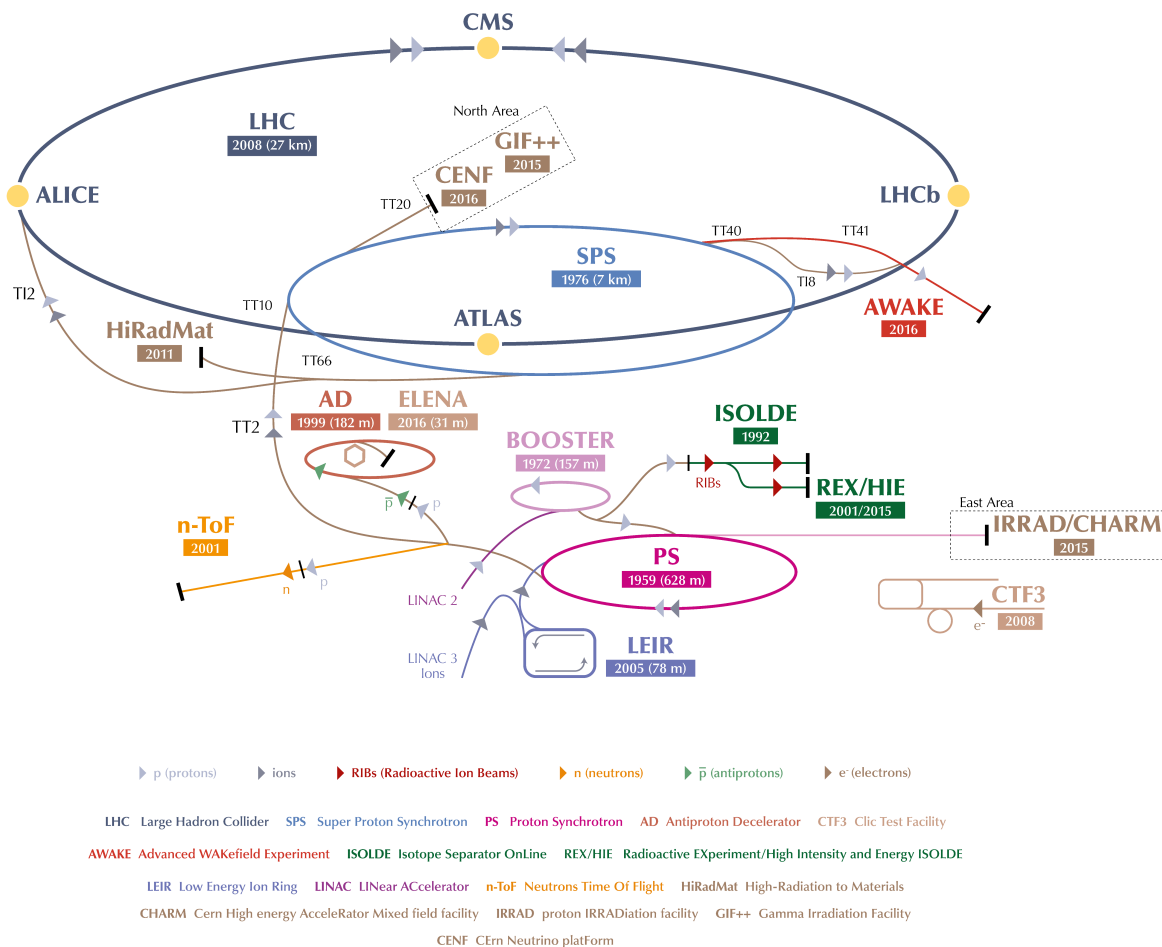 CMS
North Area
LHC
2008 (27 km)
GIF++
2015
CENF
2016
ALICE
LHCb
TT20
TT40
TT41
SPS
1976 (7 km)
TI8
TI2
TT10
AWAKE
2016
ATLAS
HiRadMat
2011
TT66
AD
1999 (182 m)
ELENA
2016 (31 m)
TT2
ISOLDE
1992
BOOSTER
1972 (157 m)
RIBs
REX/HIE
2001/2015
p̅
p
East Area
n-ToF
2001
IRRAD/CHARM
2015
PS
1959 (628 m)
n
p
LINAC 2
CTF3
2008
e-
LEIR
2005 (78 m)
LINAC 3
Ions
p (protons) ions RIBs (Radioactive Ion Beams) n (neutrons) p̅ (antiprotons) e- (electrons)
LHC Large Hadron Collider SPS Super Proton Synchrotron PS Proton Synchrotron AD Antiproton Decelerator CTF3 Clic Test Facility
AWAKE Advanced WAKefield Experiment ISOLDE Isotope Separator OnLine REX/HIE Radioactive EXperiment/High Intensity and Energy ISOLDE
LEIR Low Energy Ion Ring LINAC LINear ACcelerator n-ToF Neutrons Time Of Flight HiRadMat High-Radiation to Materials
CHARM Cern High energy AcceleRator Mixed field facility IRRAD proton IRRADiation facility GIF++ Gamma Irradiation Facility
CENF CErn Neutrino platForm